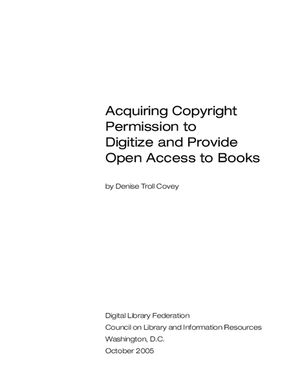 Acquiring Copyright
Permission to
Digitize and Provide
Open Access to Books
by Denise Troll Covey
Digital Library Federation
Council on Library and Information Resources
Washington, D.C.
October 2005